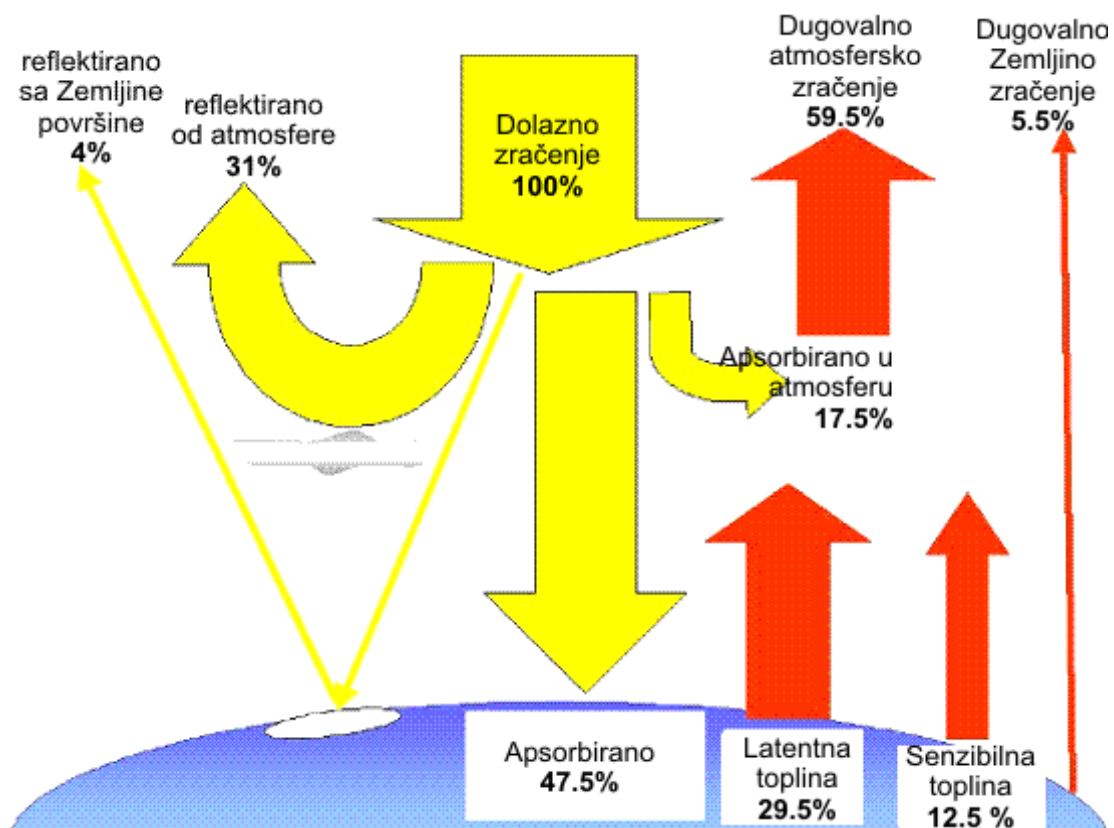 reflektirano
sa Zemljine
površine
4%
reflektirano
od atmosfere
31%
Dolazno
zračenje
100%
Dugovalno
atmosfersko
zračenje
59.5%
Dugovalno
Zemljino
zračenje
5.5%
Apsorbirano u
atmosferu
17.5%
Apsorbirano
47.5%
Latentna
toplina
29.5%
Senzibilna
toplina
12.5 %